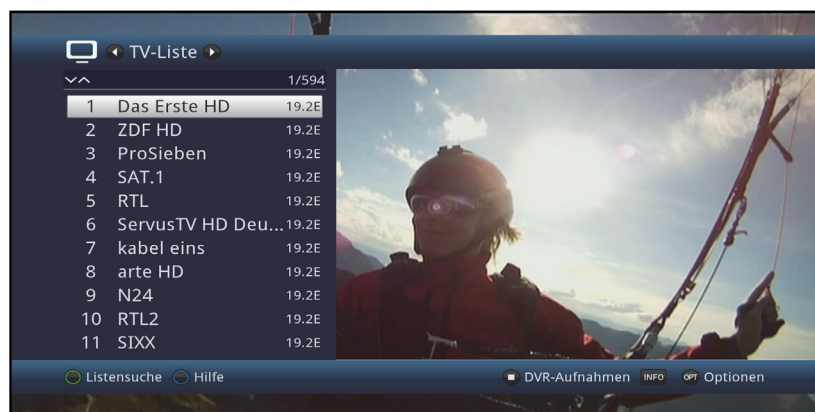 TV-Liste
1/594
1 Das Erste HD 19.2E
2 ZDF HD 19.2E
3 ProSieben 19.2E
4 SAT.1 19.2E
5 RTL 19.2E
6 ServusTV HD Deu... 19.2E
7 kabel eins 19.2E
8 arte HD 19.2E
9 N24 19.2E
10 RTL2 19.2E
11 SIXX 19.2E
Listensuche Hilfe DVR-Aufnahmen INFO OPT Optionen